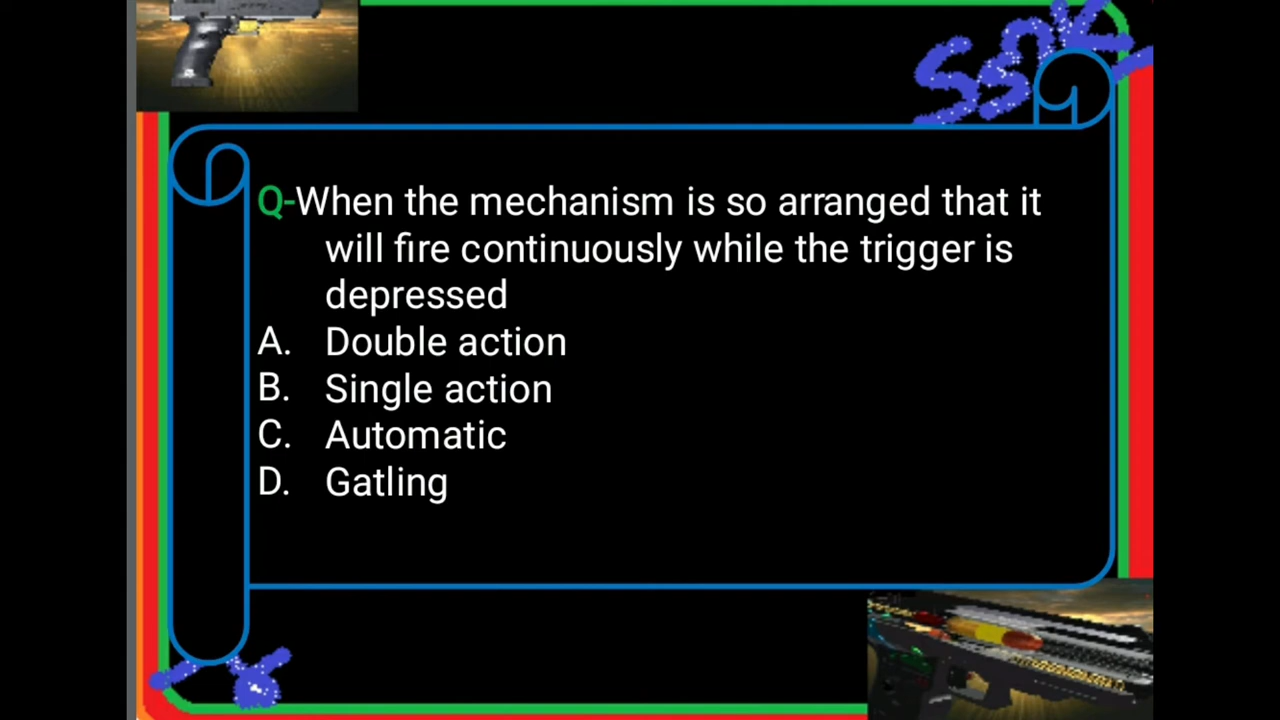 Q-When the mechanism is so arranged that it
will fire continuously while the trigger is
depressed
A. Double action
B. Single action
C. Automatic
D. Gatling